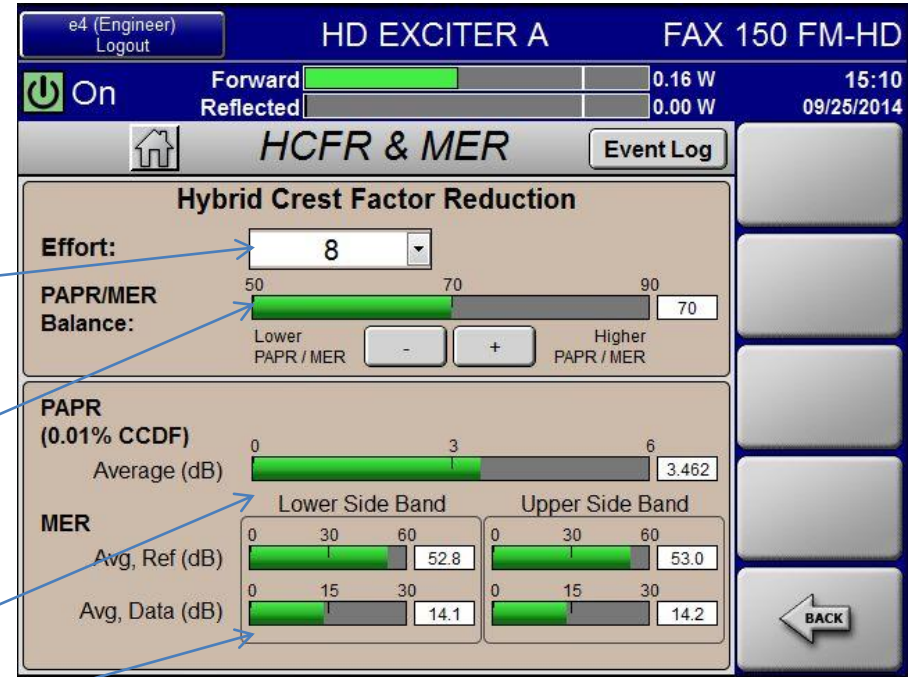 e4 (Engineer)
Logout
HD EXCITER A
FAX 150 FM-HD
On
Forward
0.16 W
15:10
Reflected
0.00 W
09/25/2014
HCFR & MER
Event Log
Hybrid Crest Factor Reduction
Effort:
8
50 70 90
PAPR/MER
Balance:
70
Lower
PAPR / MER
-
+
Higher
PAPR / MER
PAPR
(0.01% CCDF)
0 3 6
Average (dB)
3.462
Lower Side Band
Upper Side Band
MER
0 30 60
0 30 60
Avg, Ref (dB)
52.8
53.0
0 15 30
0 15 30
Avg, Data (dB)
14.1
14.2
BACK